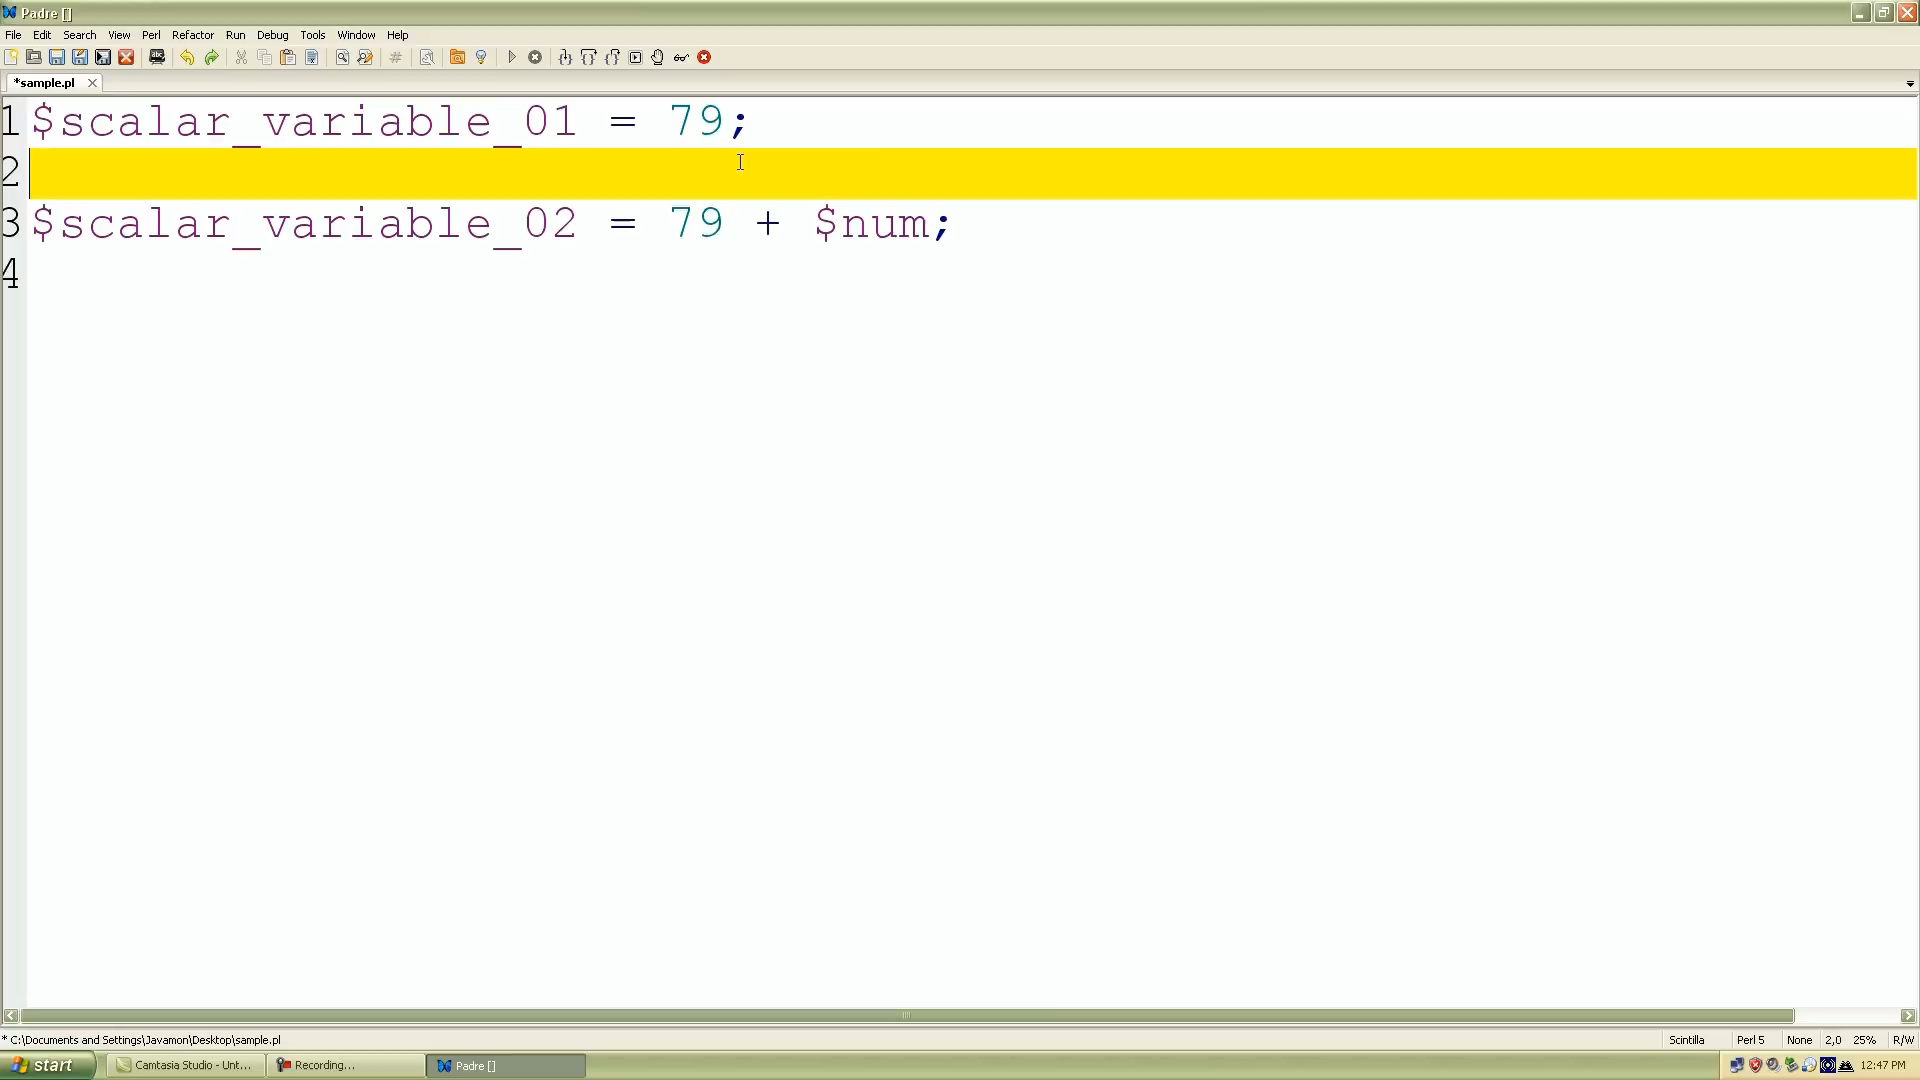 Padre []
File Edit Search View Perl Refactor Run Debug Tools Window Help
*sample.pl
1 $scalar_variable_01 = 79;
2
3 $scalar_variable_02 = 79 + $num;
4
* C:\Documents and Settings\Javamon\Desktop\sample.pl Scintilla Perl 5 None 2,0 25% R/W
start Camtasia Studio - Unt... Recording... Padre [] 12:47 PM